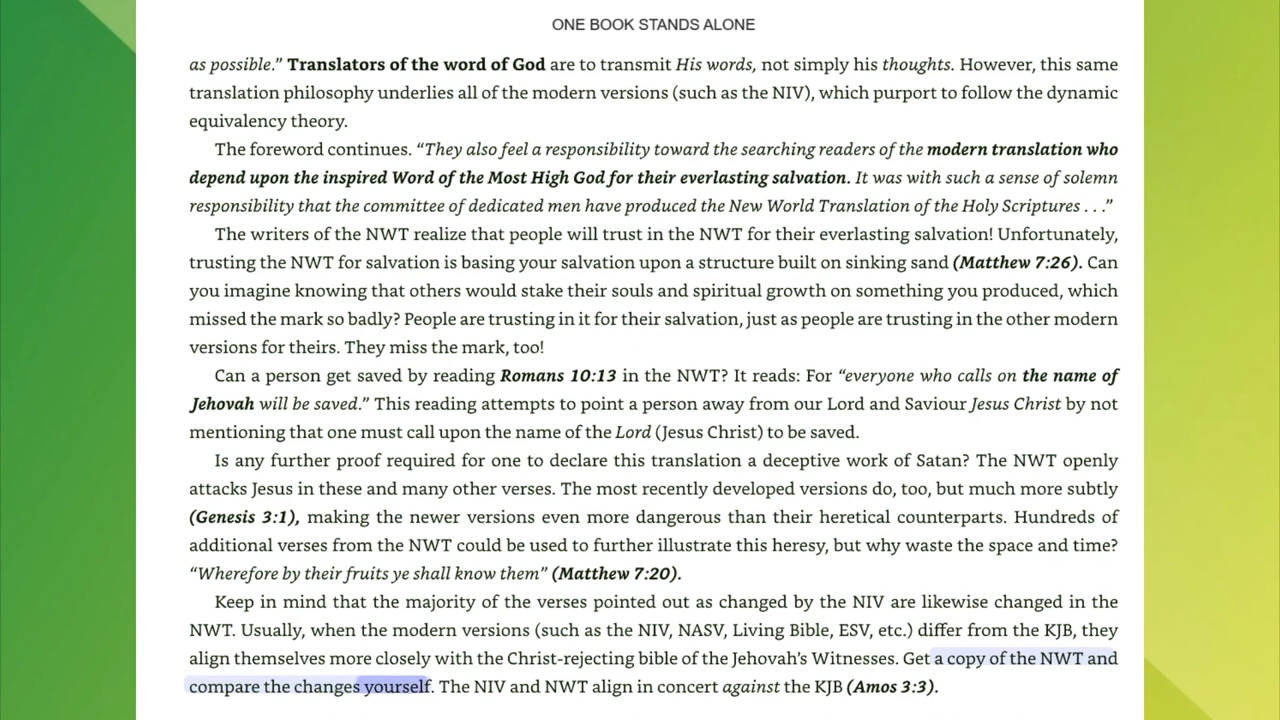 ONE BOOK STANDS ALONE
as possible.” Translators of the word of God are to transmit His words, not simply his thoughts. However, this same
translation philosophy underlies all of the modern versions (such as the NIV), which purport to follow the dynamic
equivalency theory.
The foreword continues. “They also feel a responsibility toward the searching readers of the modern translation who
depend upon the inspired Word of the Most High God for their everlasting salvation. It was with such a sense of solemn
responsibility that the committee of dedicated men have produced the New World Translation of the Holy Scriptures . . .”
The writers of the NWT realize that people will trust in the NWT for their everlasting salvation! Unfortunately,
trusting the NWT for salvation is basing your salvation upon a structure built on sinking sand (Matthew 7:26). Can
you imagine knowing that others would stake their souls and spiritual growth on something you produced, which
missed the mark so badly? People are trusting in it for their salvation, just as people are trusting in the other modern
versions for theirs. They miss the mark, too!
Can a person get saved by reading Romans 10:13 in the NWT? It reads: For “everyone who calls on the name of
Jehovah will be saved.” This reading attempts to point a person away from our Lord and Saviour Jesus Christ by not
mentioning that one must call upon the name of the Lord (Jesus Christ) to be saved.
Is any further proof required for one to declare this translation a deceptive work of Satan? The NWT openly
attacks Jesus in these and many other verses. The most recently developed versions do, too, but much more subtly
(Genesis 3:1), making the newer versions even more dangerous than their heretical counterparts. Hundreds of
additional verses from the NWT could be used to further illustrate this heresy, but why waste the space and time?
“Wherefore by their fruits ye shall know them” (Matthew 7:20).
Keep in mind that the majority of the verses pointed out as changed by the NIV are likewise changed in the
NWT. Usually, when the modern versions (such as the NIV, NASV, Living Bible, ESV, etc.) differ from the KJB, they
align themselves more closely with the Christ-rejecting bible of the Jehovah’s Witnesses. Get a copy of the NWT and
compare the changes yourself. The NIV and NWT align in concert against the KJB (Amos 3:3).